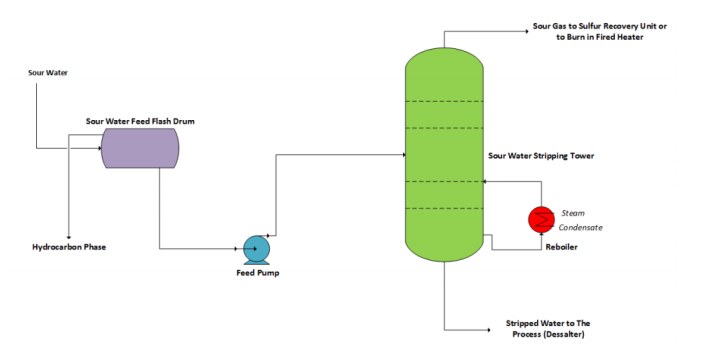 Sour Gas to Sulfur Recovery Unit or
to Burn in Fired Heater
Sour Water
Sour Water Feed Flash Drum
Sour Water Stripping Tower
Steam
Condensate
Hydrocarbon Phase
Reboiler
Feed Pump
Stripped Water to The
Process (Dessalter)